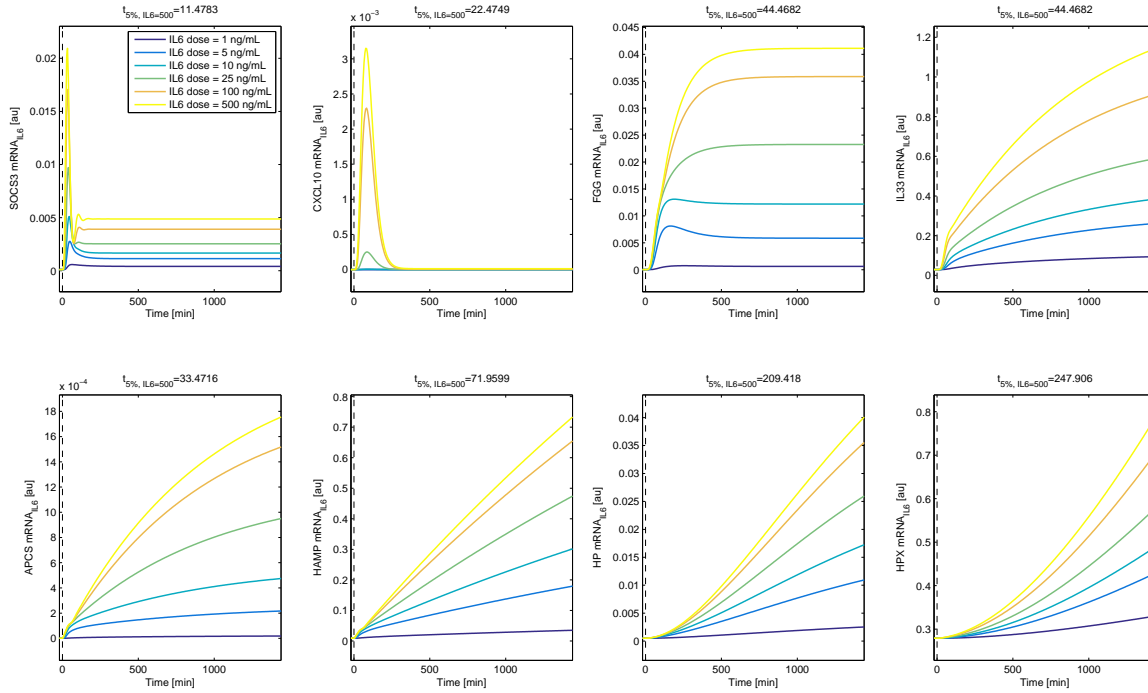 t5%, IL6=500=11.4783
SOCS3 mRNAIL6 [au]
0.02
0.015
0.01
0.005
0
0 500 1000
Time [min]
IL6 dose = 1 ng/mL
IL6 dose = 5 ng/mL
IL6 dose = 10 ng/mL
IL6 dose = 25 ng/mL
IL6 dose = 100 ng/mL
IL6 dose = 500 ng/mL
t5%, IL6=500=22.4749
x 10-3
CXCL10 mRNAIL6 [au]
3
2.5
2
1.5
1
0.5
0
0 500 1000
Time [min]
t5%, IL6=500=44.4682
FGG mRNAIL6 [au]
0.045
0.04
0.035
0.03
0.025
0.02
0.015
0.01
0.005
0
0 500 1000
Time [min]
t5%, IL6=500=44.4682
IL33 mRNAIL6 [au]
1.2
1
0.8
0.6
0.4
0.2
0
0 500 1000
Time [min]
t5%, IL6=500=33.4716
x 10-4
APCS mRNAIL6 [au]
18
16
14
12
10
8
6
4
2
0
0 500 1000
Time [min]
t5%, IL6=500=71.9599
HAMP mRNAIL6 [au]
0.8
0.7
0.6
0.5
0.4
0.3
0.2
0.1
0
0 500 1000
Time [min]
t5%, IL6=500=209.418
HP mRNAIL6 [au]
0.04
0.035
0.03
0.025
0.02
0.015
0.01
0.005
0
0 500 1000
Time [min]
t5%, IL6=500=247.906
HPX mRNAIL6 [au]
0.8
0.7
0.6
0.5
0.4
0.3
0 500 1000
Time [min]